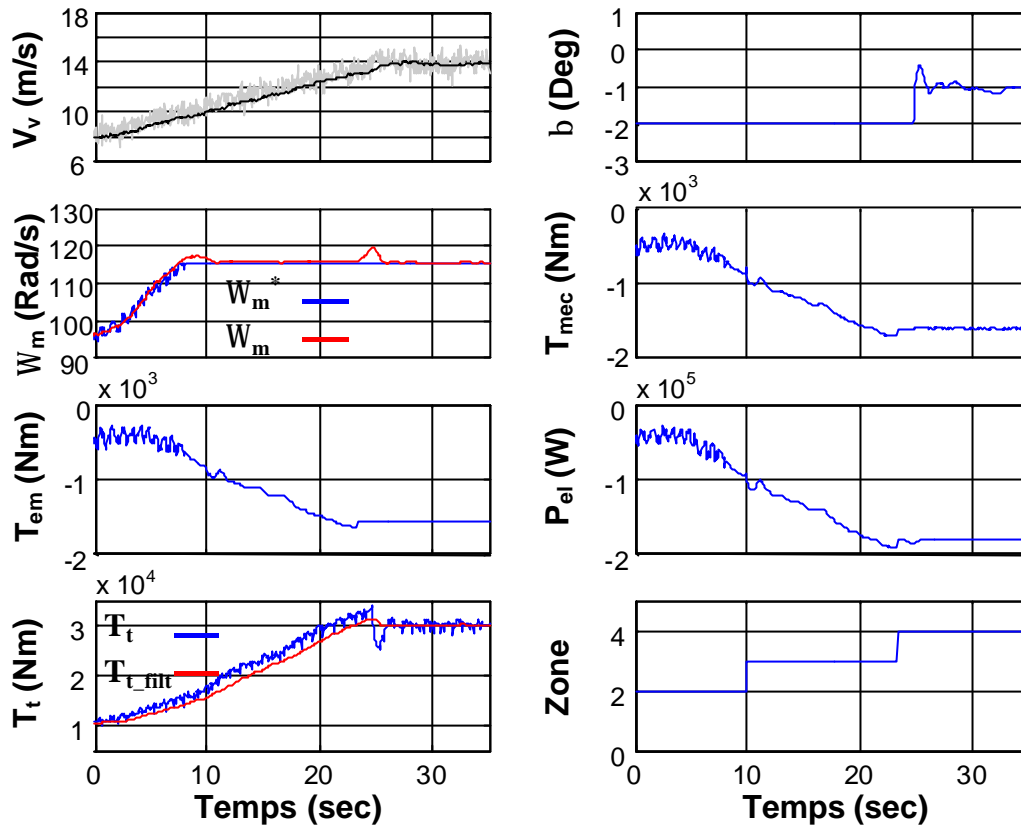 V_v (m/s)
18
14
10
6
b (Deg)
1
0
-1
-2
-3
W_m (Rad/s)
130
120
110
100
90
W_m^*
W_m
x 10^3
T_mec (Nm)
0
-1
-2
x 10^3
T_em (Nm)
0
-1
-2
x 10^5
P_el (W)
0
-1
-2
x 10^4
T_t (Nm)
3
2
1
T_t
T_t_filt
0 10 20 30
Temps (sec)
Zone
4
2
0
0 10 20 30
Temps (sec)